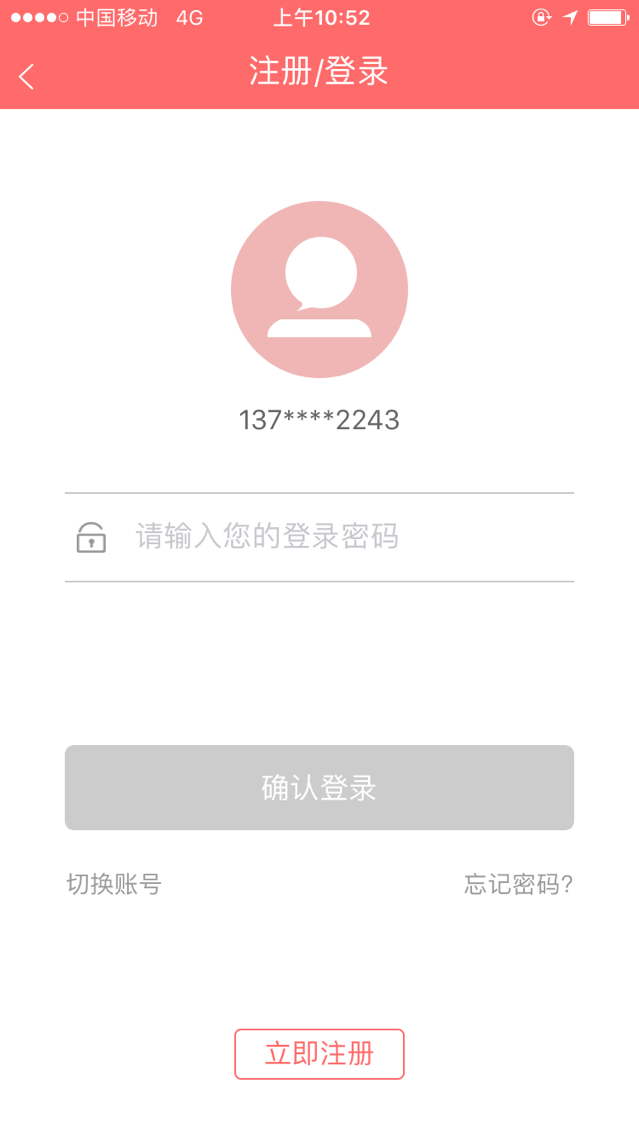 中国移动 4G 上午10:52
注册/登录
137****2243
请输入您的登录密码
确认登录
切换账号 忘记密码?
立即注册